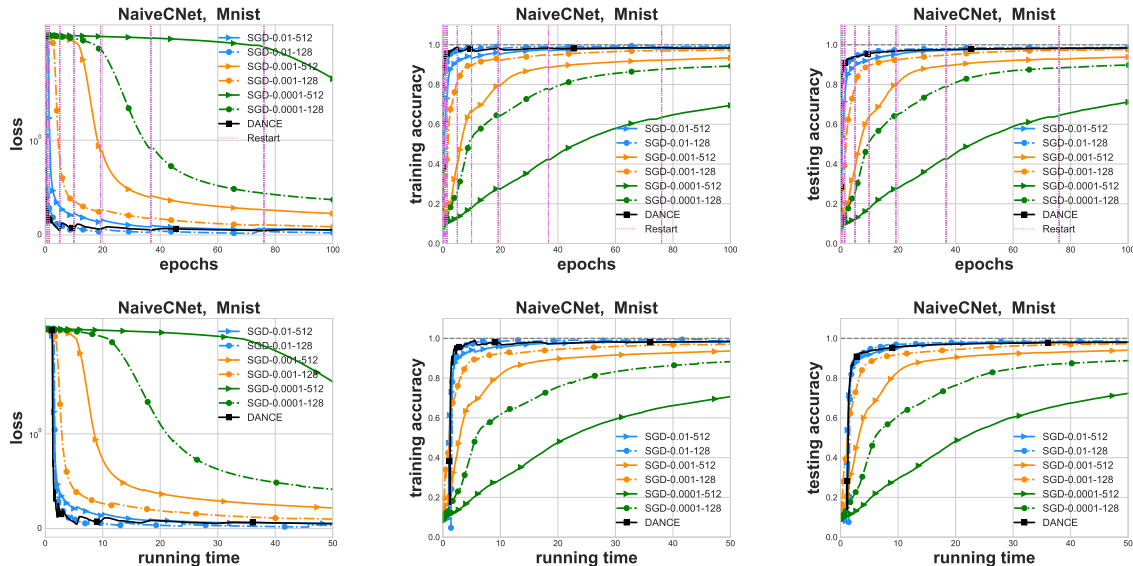 NaiveCNet, Mnist
loss
10⁰
0
0 20 40 60 80 100
epochs
SGD-0.01-512
SGD-0.01-128
SGD-0.001-512
SGD-0.001-128
SGD-0.0001-512
SGD-0.0001-128
DANCE
Restart
NaiveCNet, Mnist
training accuracy
1.0
0.8
0.6
0.4
0.2
0.0
0 20 40 60 80 100
epochs
SGD-0.01-512
SGD-0.01-128
SGD-0.001-512
SGD-0.001-128
SGD-0.0001-512
SGD-0.0001-128
DANCE
Restart
NaiveCNet, Mnist
testing accuracy
1.0
0.8
0.6
0.4
0.2
0.0
0 20 40 60 80 100
epochs
SGD-0.01-512
SGD-0.01-128
SGD-0.001-512
SGD-0.001-128
SGD-0.0001-512
SGD-0.0001-128
DANCE
Restart
NaiveCNet, Mnist
loss
10⁰
0
0 10 20 30 40 50
running time
SGD-0.01-512
SGD-0.01-128
SGD-0.001-512
SGD-0.001-128
SGD-0.0001-512
SGD-0.0001-128
DANCE
NaiveCNet, Mnist
training accuracy
1.0
0.8
0.6
0.4
0.2
0.0
0 10 20 30 40 50
running time
SGD-0.01-512
SGD-0.01-128
SGD-0.001-512
SGD-0.001-128
SGD-0.0001-512
SGD-0.0001-128
DANCE
NaiveCNet, Mnist
testing accuracy
1.0
0.8
0.6
0.4
0.2
0.0
0 10 20 30 40 50
running time
SGD-0.01-512
SGD-0.01-128
SGD-0.001-512
SGD-0.001-128
SGD-0.0001-512
SGD-0.0001-128
DANCE